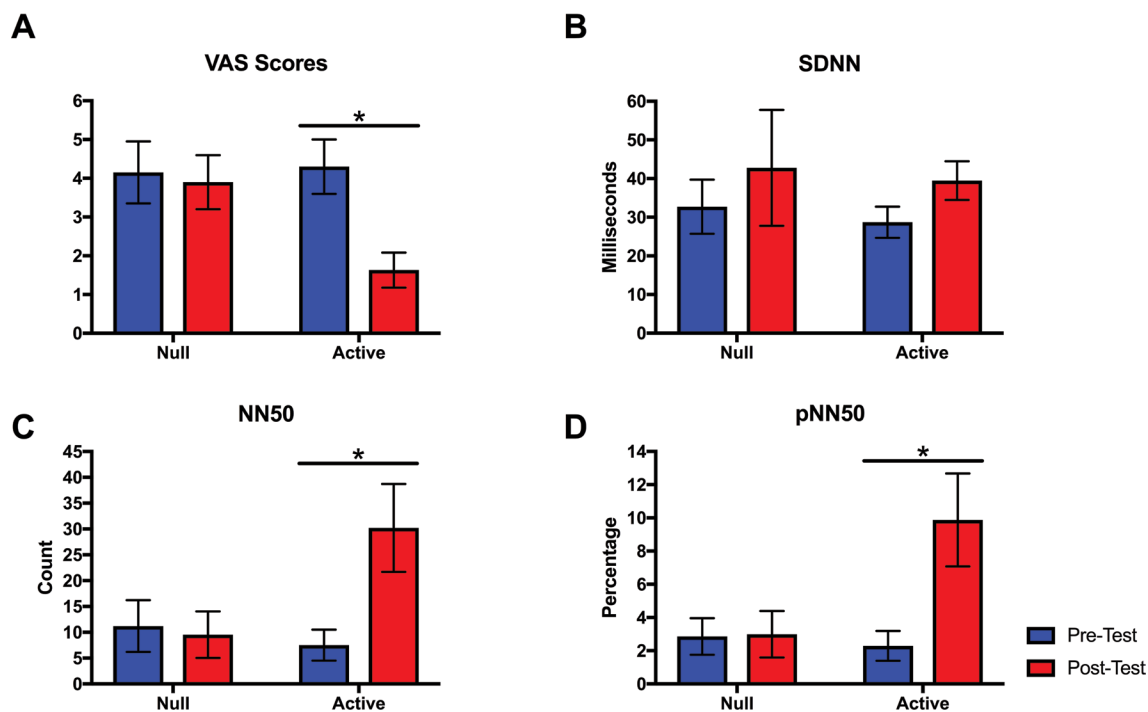 A
VAS Scores
6
5
4
3
2
1
0
*
Null
Active
B
SDNN
Milliseconds
60
50
40
30
20
10
0
Null
Active
C
NN50
Count
45
40
35
30
25
20
15
10
5
0
*
Null
Active
D
pNN50
Percentage
14
12
10
8
6
4
2
0
*
Null
Active
Pre-Test
Post-Test